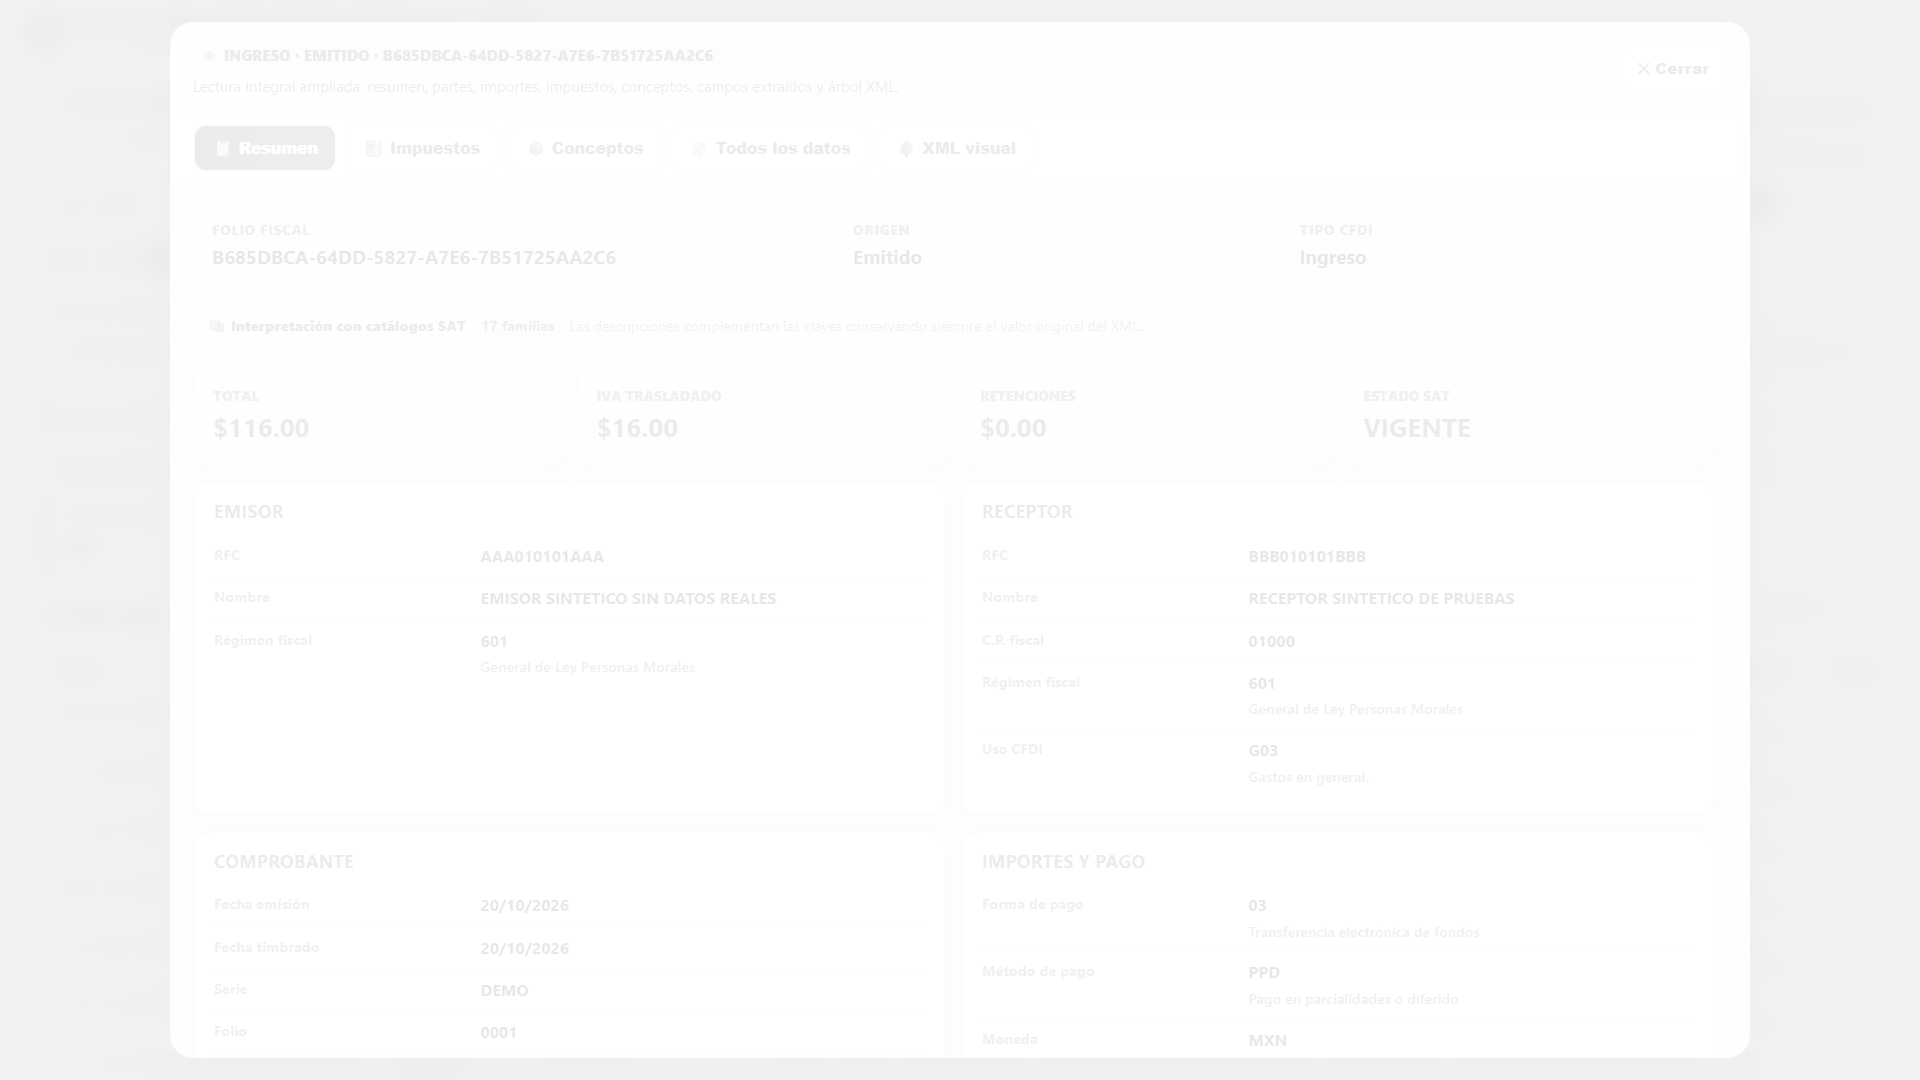 INGRESO · EMITIDO · B685DBCA-64DD-5827-A7E6-7B51725AA2C6
Lectura integral ampliada: resumen, partes, importes, impuestos, conceptos, campos extraídos y árbol XML.
Cerrar
Resumen
Impuestos
Conceptos
Todos los datos
XML visual
FOLIO FISCAL
B685DBCA-64DD-5827-A7E6-7B51725AA2C6
ORIGEN
Emitido
TIPO CFDI
Ingreso
Interpretación con catálogos SAT 17 familias Las descripciones complementan las claves conservando siempre el valor original del XML.
TOTAL
$116.00
IVA TRASLADADO
$16.00
RETENCIONES
$0.00
ESTADO SAT
VIGENTE
EMISOR
RFC AAA010101AAA
Nombre EMISOR SINTETICO SIN DATOS REALES
Régimen fiscal 601
General de Ley Personas Morales
RECEPTOR
RFC BBB010101BBB
Nombre RECEPTOR SINTETICO DE PRUEBAS
C.P. fiscal 01000
Régimen fiscal 601
General de Ley Personas Morales
Uso CFDI G03
Gastos en general.
COMPROBANTE
Fecha emisión 20/10/2026
Fecha timbrado 20/10/2026
Serie DEMO
Folio 0001
IMPORTES Y PAGO
Forma de pago 03
Transferencia electrónica de fondos
Método de pago PPD
Pago en parcialidades o diferido
Moneda MXN